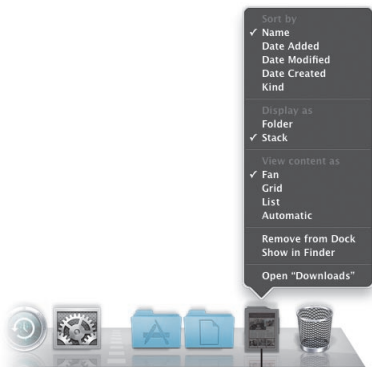 Sort by
✓ Name
Date Added
Date Modified
Date Created
Kind
Display as
Folder
✓ Stack
View content as
✓ Fan
Grid
List
Automatic
Remove from Dock
Show in Finder
Open “Downloads”